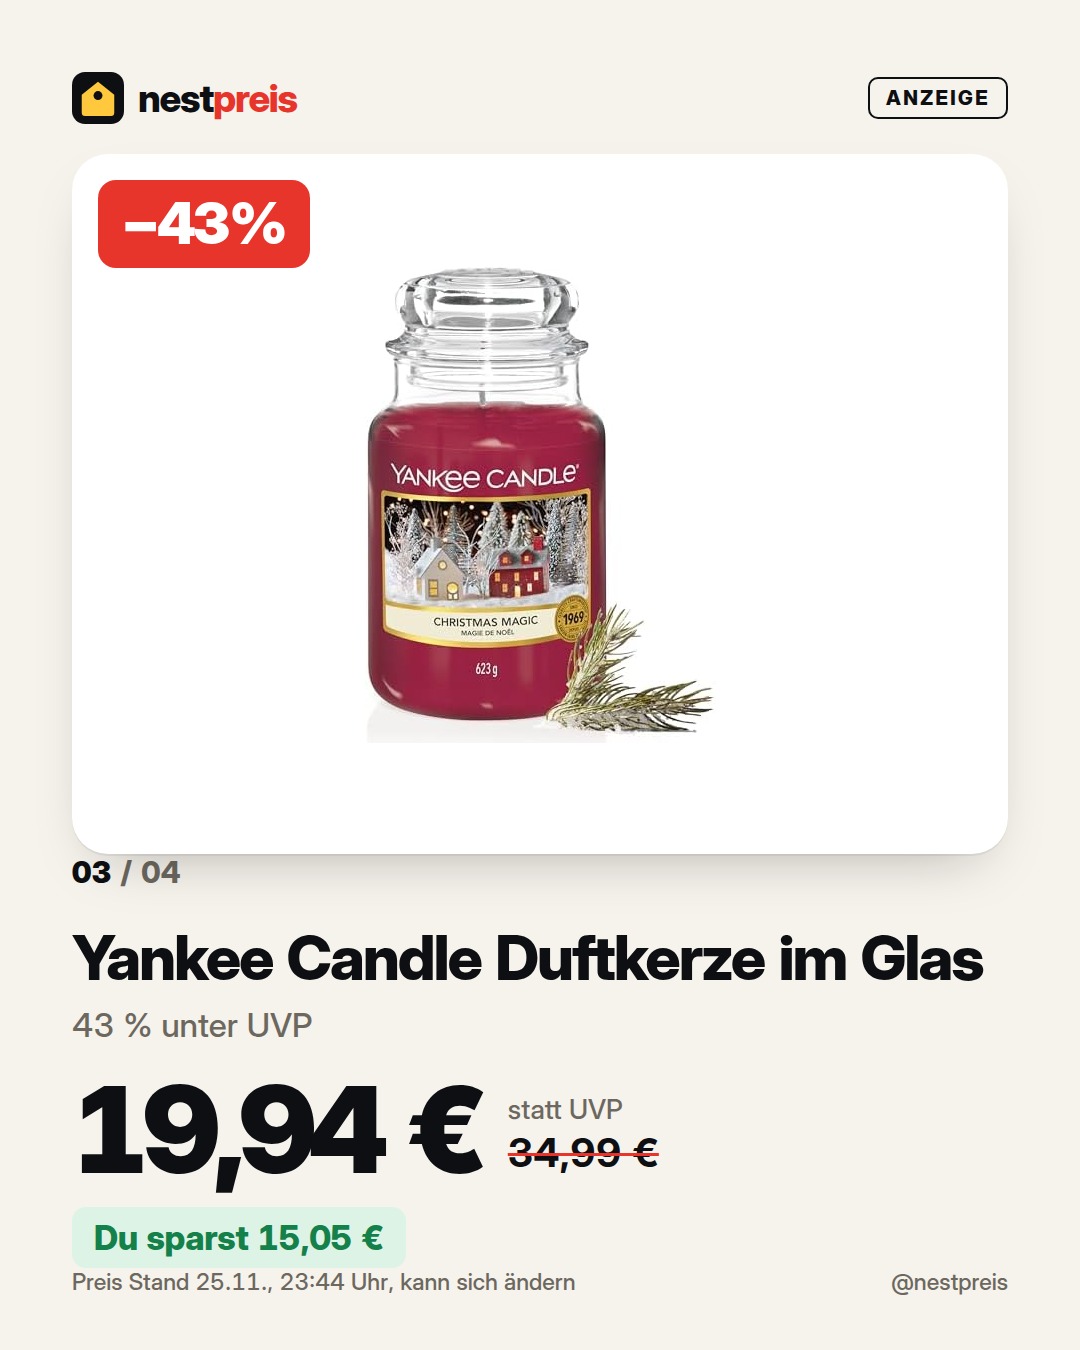 nestpreis
ANZEIGE
–43%
YANKEE CANDLE
CHRISTMAS MAGIC
MAGIE DE NOËL
1969
623 g
03 / 04
Yankee Candle Duftkerze im Glas
43 % unter UVP
19,94 €
statt UVP
34,99 €
Du sparst 15,05 €
Preis Stand 25.11., 23:44 Uhr, kann sich ändern
@nestpreis